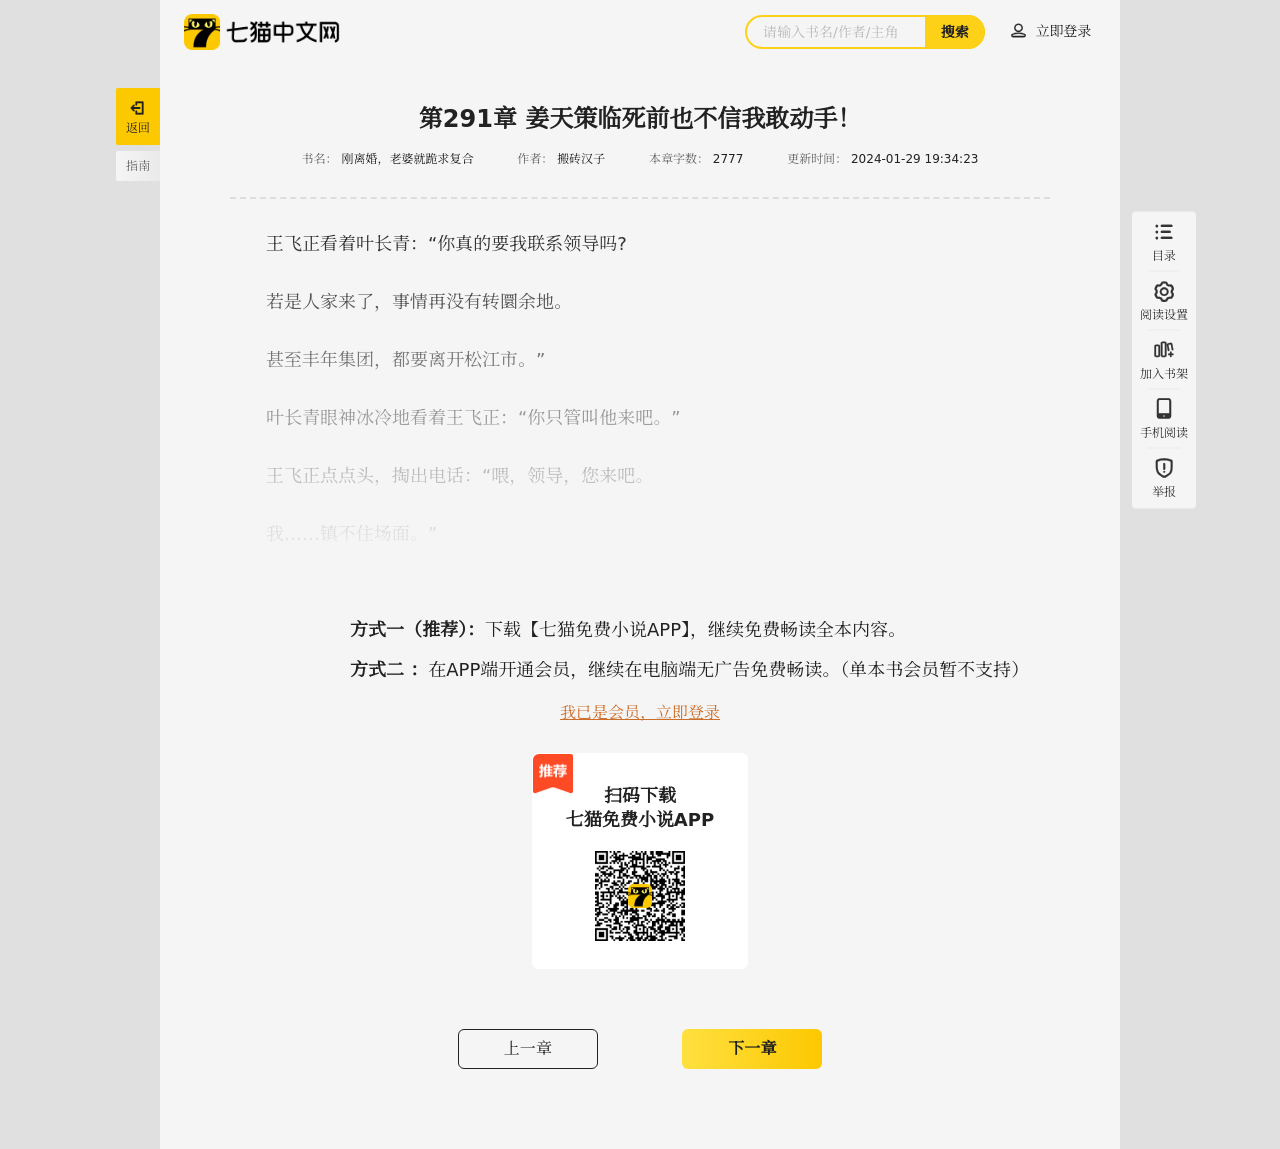 七猫中文网
请输入书名/作者/主角
搜索
立即登录
返回
指南
第291章 姜天策临死前也不信我敢动手！
书名： 刚离婚，老婆就跪求复合 作者： 搬砖汉子 本章字数： 2777 更新时间： 2024-01-29 19:34:23
王飞正看着叶长青：“你真的要我联系领导吗？
若是人家来了，事情再没有转圜余地。
甚至丰年集团，都要离开松江市。”
叶长青眼神冰冷地看着王飞正：“你只管叫他来吧。”
王飞正点点头，掏出电话：“喂，领导，您来吧。
我……镇不住场面。”
目录
阅读设置
加入书架
手机阅读
举报
方式一（推荐）：下载【七猫免费小说APP】，继续免费畅读全本内容。
方式二 ： 在APP端开通会员，继续在电脑端无广告免费畅读。（单本书会员暂不支持）
我已是会员，立即登录
推荐
扫码下载
七猫免费小说APP
上一章
下一章